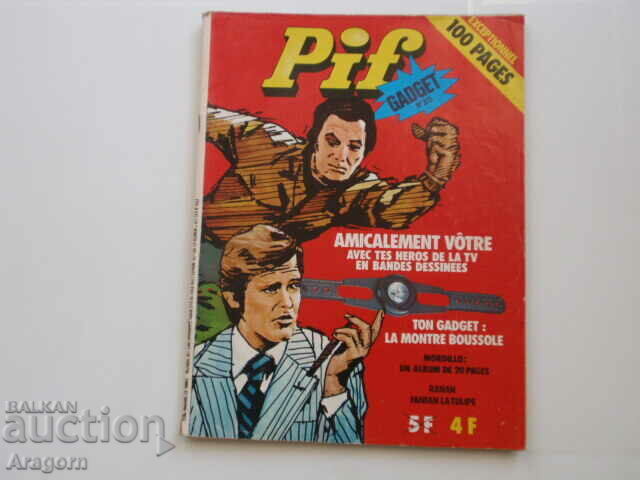 EXCEPTIONNEL
100 PAGES
Pif
GADGET
AMICALEMENT VÔTRE
AVEC TES HEROS DE LA TV
EN BANDES DESSINEES
TON GADGET :
LA MONTRE BOUSSOLE
MORDILLO :
UN ALBUM DE 20 PAGES
RAHAN
FANFAN LA TULIPE
5F 4F
BALKAN
auction
Aragorn